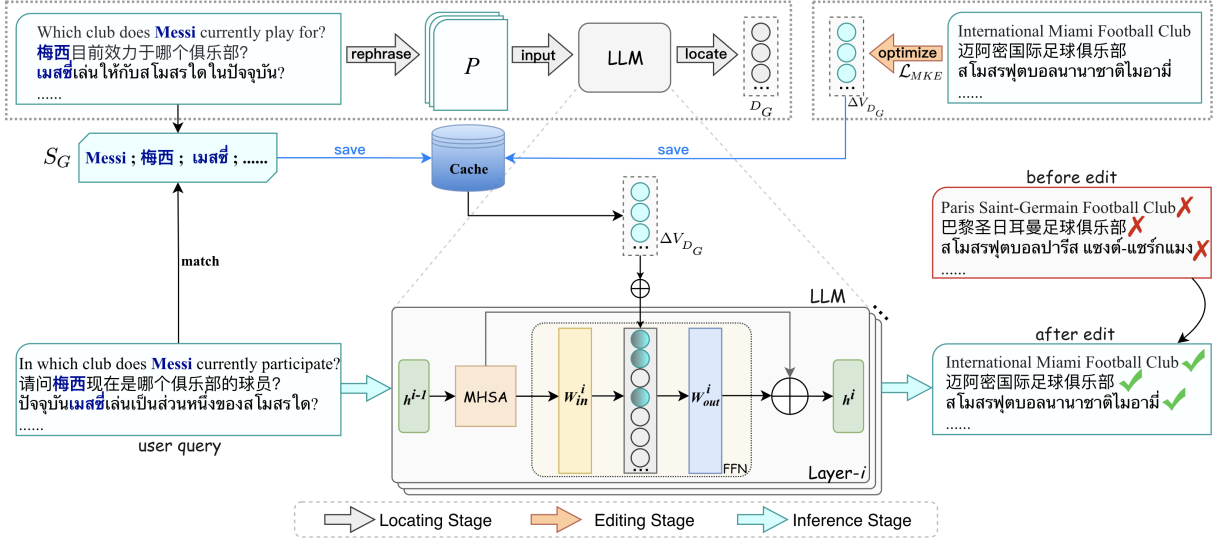 Which club does Messi currently play for?
梅西目前效力于哪个俱乐部?
เมสซี่เล่นให้กับสโมสรใดในปัจจุบัน?
......
rephrase
P
input
LLM
locate
...
D_G
...
ΔV_{D_G}
optimize
ℒ_{MKE}
International Miami Football Club
迈阿密国际足球俱乐部
สโมสรฟุตบอลนานาชาติไมอามี่
......
S_G
Messi ; 梅西 ; เมสซี่ ; ......
save
Cache
save
...
ΔV_{D_G}
before edit
Paris Saint-Germain Football Club
巴黎圣日耳曼足球俱乐部
สโมสรฟุตบอลปารีส แซงต์-แชร์กแมง
......
match
LLM
...
after edit
In which club does Messi currently participate?
请问梅西现在是哪个俱乐部的球员?
ปัจจุบันเมสซี่เล่นเป็นส่วนหนึ่งของสโมสรใด?
......
user query
h^{i-1}
MHSA
W_{in}^{i}
...
W_{out}^{i}
FFN
h^{i}
Layer-i
International Miami Football Club
迈阿密国际足球俱乐部
สโมสรฟุตบอลนานาชาติไมอามี่
......
Locating Stage
Editing Stage
Inference Stage